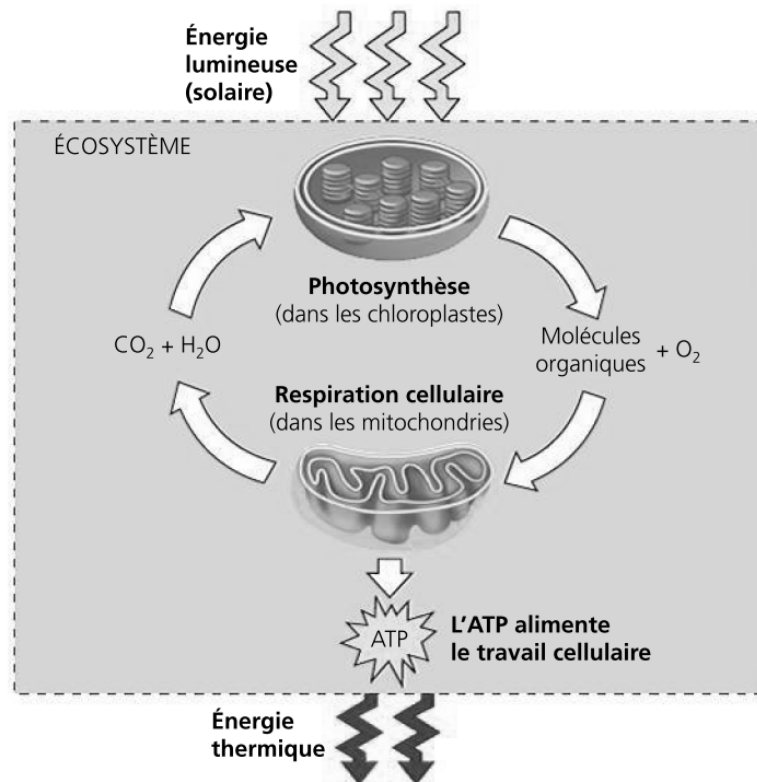 Énergie
lumineuse
(solaire)
ÉCOSYSTÈME
Photosynthèse
(dans les chloroplastes)
CO₂ + H₂O
Molécules
organiques + O₂
Respiration cellulaire
(dans les mitochondries)
ATP
L’ATP alimente
le travail cellulaire
Énergie
thermique